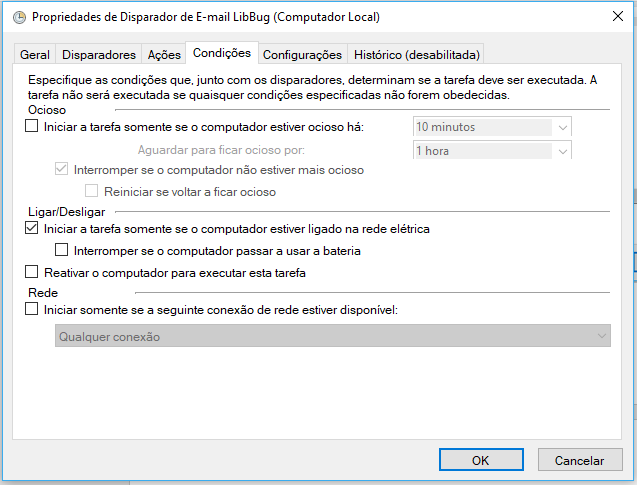 Propriedades de Disparador de E-mail LibBug (Computador Local)
Geral Disparadores Ações Condições Configurações Histórico (desabilitada)
Especifique as condições que, junto com os disparadores, determinam se a tarefa deve ser executada. A
tarefa não será executada se quaisquer condições especificadas não forem obedecidas.
Ocioso
Iniciar a tarefa somente se o computador estiver ocioso há: 10 minutos
Aguardar para ficar ocioso por: 1 hora
Interromper se o computador não estiver mais ocioso
Reiniciar se voltar a ficar ocioso
Ligar/Desligar
Iniciar a tarefa somente se o computador estiver ligado na rede elétrica
Interromper se o computador passar a usar a bateria
Reativar o computador para executar esta tarefa
Rede
Iniciar somente se a seguinte conexão de rede estiver disponível:
Qualquer conexão
OK Cancelar